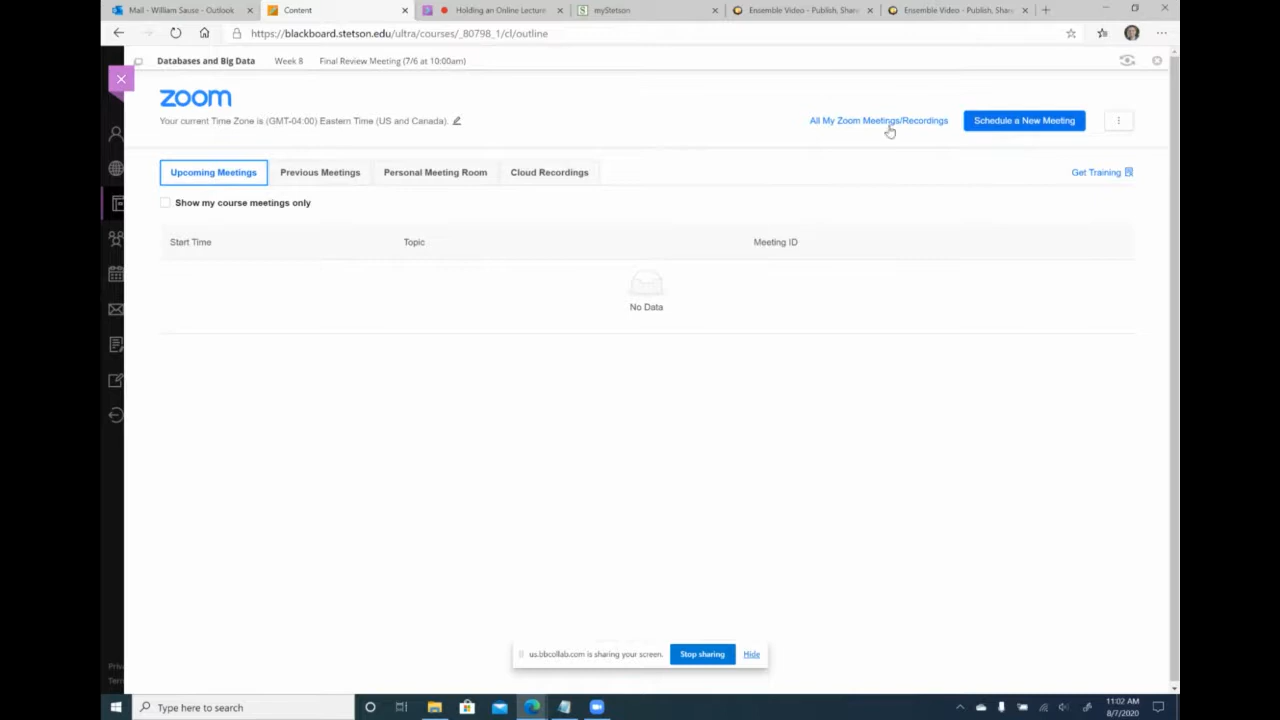 Mail - William Sause - Outlook
Content
Holding an Online Lecture
myStetson
Ensemble Video - Publish, Shar
Ensemble Video - Publish, Shar
https://blackboard.stetson.edu/ultra/courses/_80798_1/cl/outline
Databases and Big Data Week 8 Final Review Meeting (7/6 at 10:00am)
zoom
Your current Time Zone is (GMT-04:00) Eastern Time (US and Canada).
All My Zoom Meetings/Recordings
Schedule a New Meeting
Upcoming Meetings Previous Meetings Personal Meeting Room Cloud Recordings
Get Training
Show my course meetings only
Start Time Topic Meeting ID
No Data
us.bbcollab.com is sharing your screen.
Stop sharing
Hide
Priva
Term
Type here to search
11:02 AM
8/7/2020